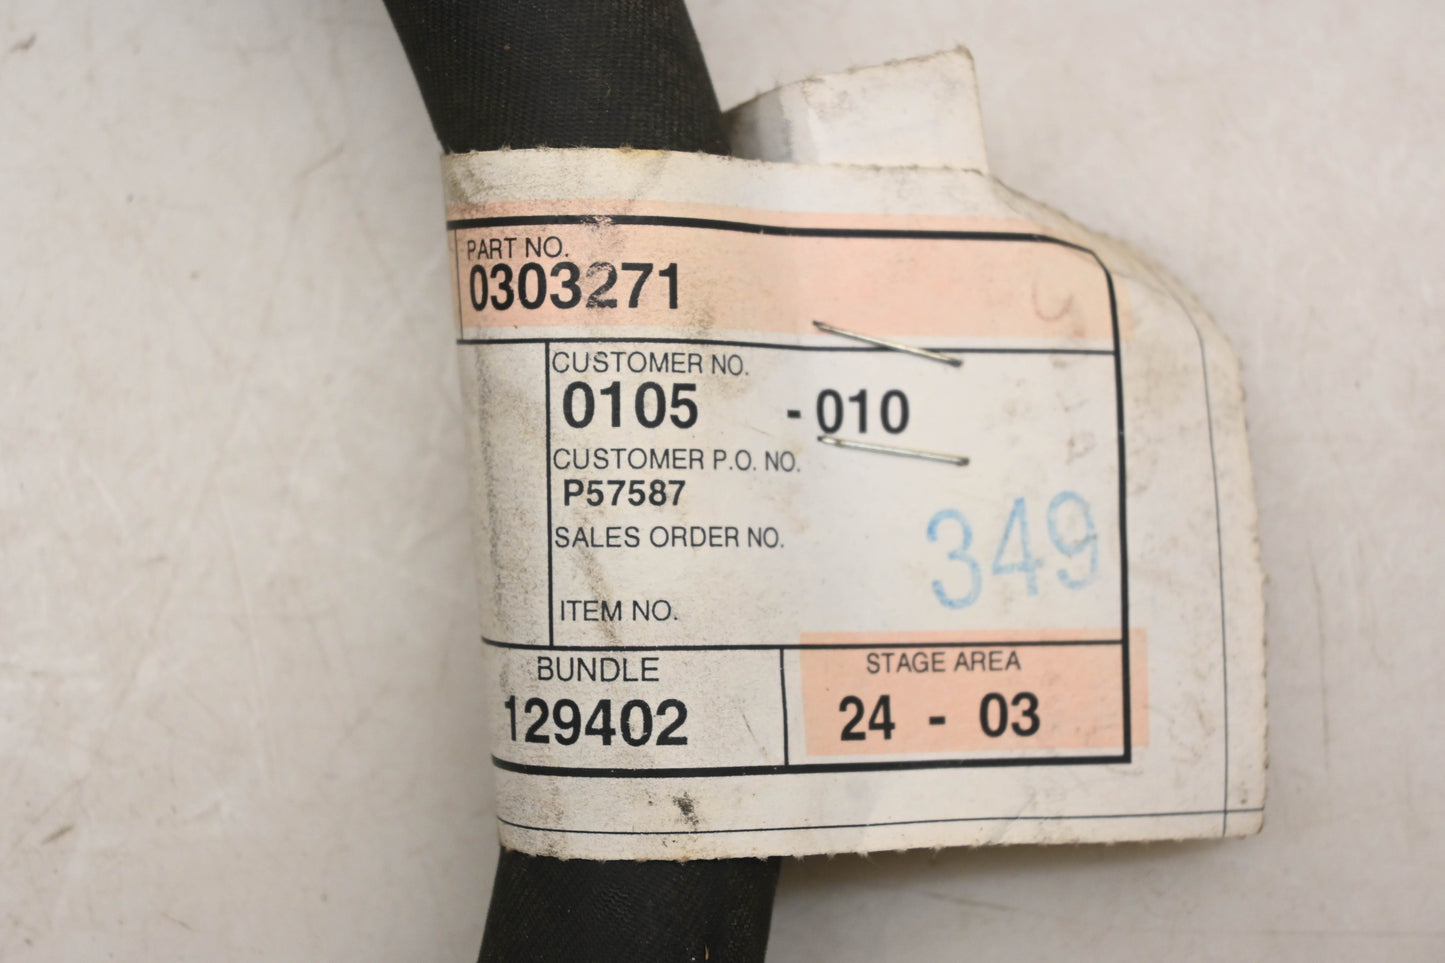 PART NO.
0303271
CUSTOMER NO.
0105 -010
CUSTOMER P.O. NO.
P57587
SALES ORDER NO.
349
ITEM NO.
BUNDLE
129402
STAGE AREA
24 - 03